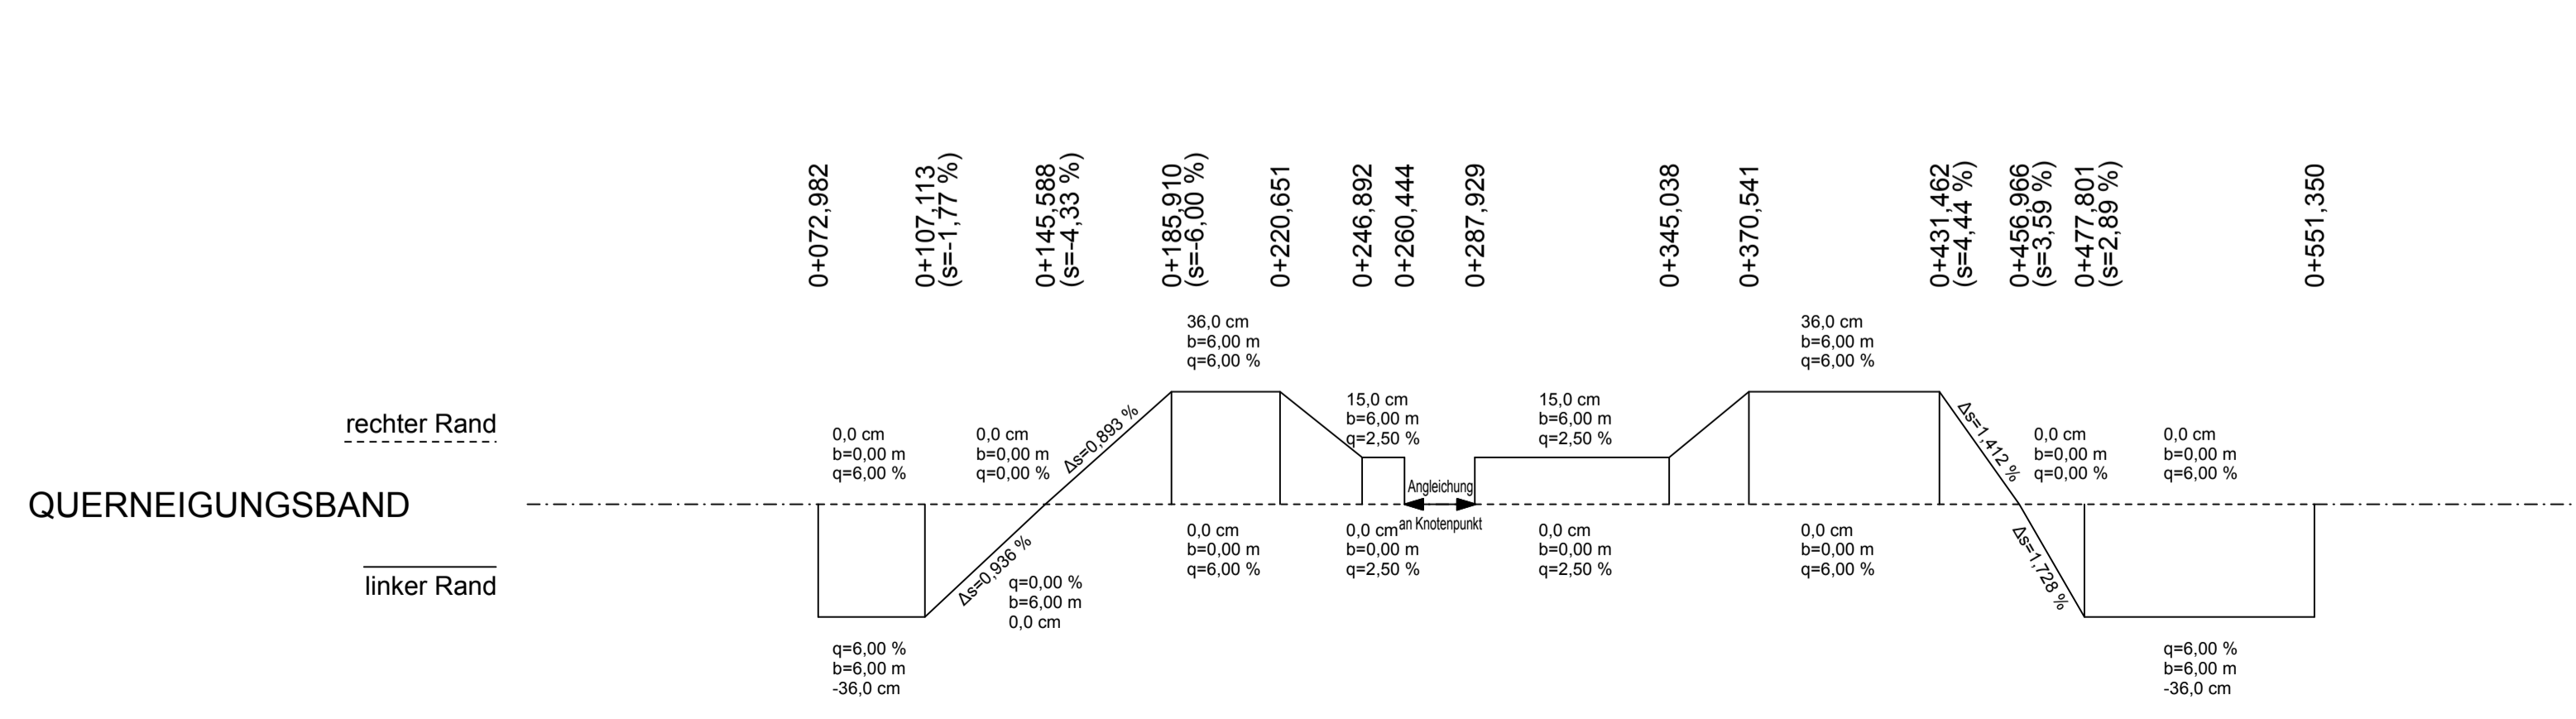 0+072,982
0+107,113
(s=-1,77 %)
0+145,588
(s=-4,33 %)
0+185,910
(s=-6,00 %)
0+220,651
0+246,892
0+260,444
0+287,929
0+345,038
0+370,541
0+431,462
(s=4,44 %)
0+456,966
(s=3,59 %)
0+477,801
(s=2,89 %)
0+551,350
36,0 cm
b=6,00 m
q=6,00 %
36,0 cm
b=6,00 m
q=6,00 %
rechter Rand
0,0 cm
b=0,00 m
q=6,00 %
0,0 cm
b=0,00 m
q=0,00 %
Δs=0,893 %
15,0 cm
b=6,00 m
q=2,50 %
15,0 cm
b=6,00 m
q=2,50 %
Δs=1,412 %
0,0 cm
b=0,00 m
q=0,00 %
0,0 cm
b=0,00 m
q=6,00 %
QUERNEIGUNGSBAND
Angleichung
an Knotenpunkt
linker Rand
Δs=0,936 %
q=0,00 %
b=6,00 m
0,0 cm
0,0 cm
b=0,00 m
q=6,00 %
0,0 cm
b=0,00 m
q=2,50 %
0,0 cm
b=0,00 m
q=2,50 %
0,0 cm
b=0,00 m
q=6,00 %
Δs=1,728 %
q=6,00 %
b=6,00 m
-36,0 cm
q=6,00 %
b=6,00 m
-36,0 cm